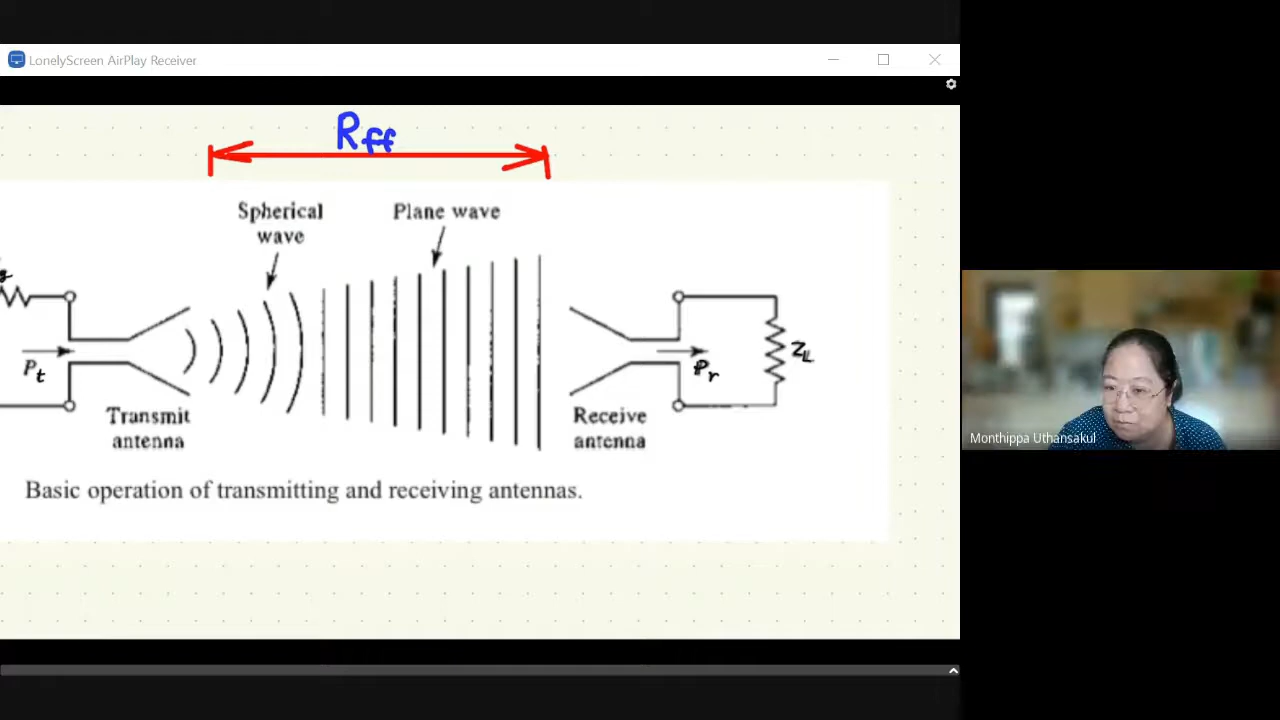 LonelyScreen AirPlay Receiver
Rff
Spherical
wave
Plane wave
Pt
Pr
ZL
Transmit
antenna
Receive
antenna
Basic operation of transmitting and receiving antennas.
Monthippa Uthansakul